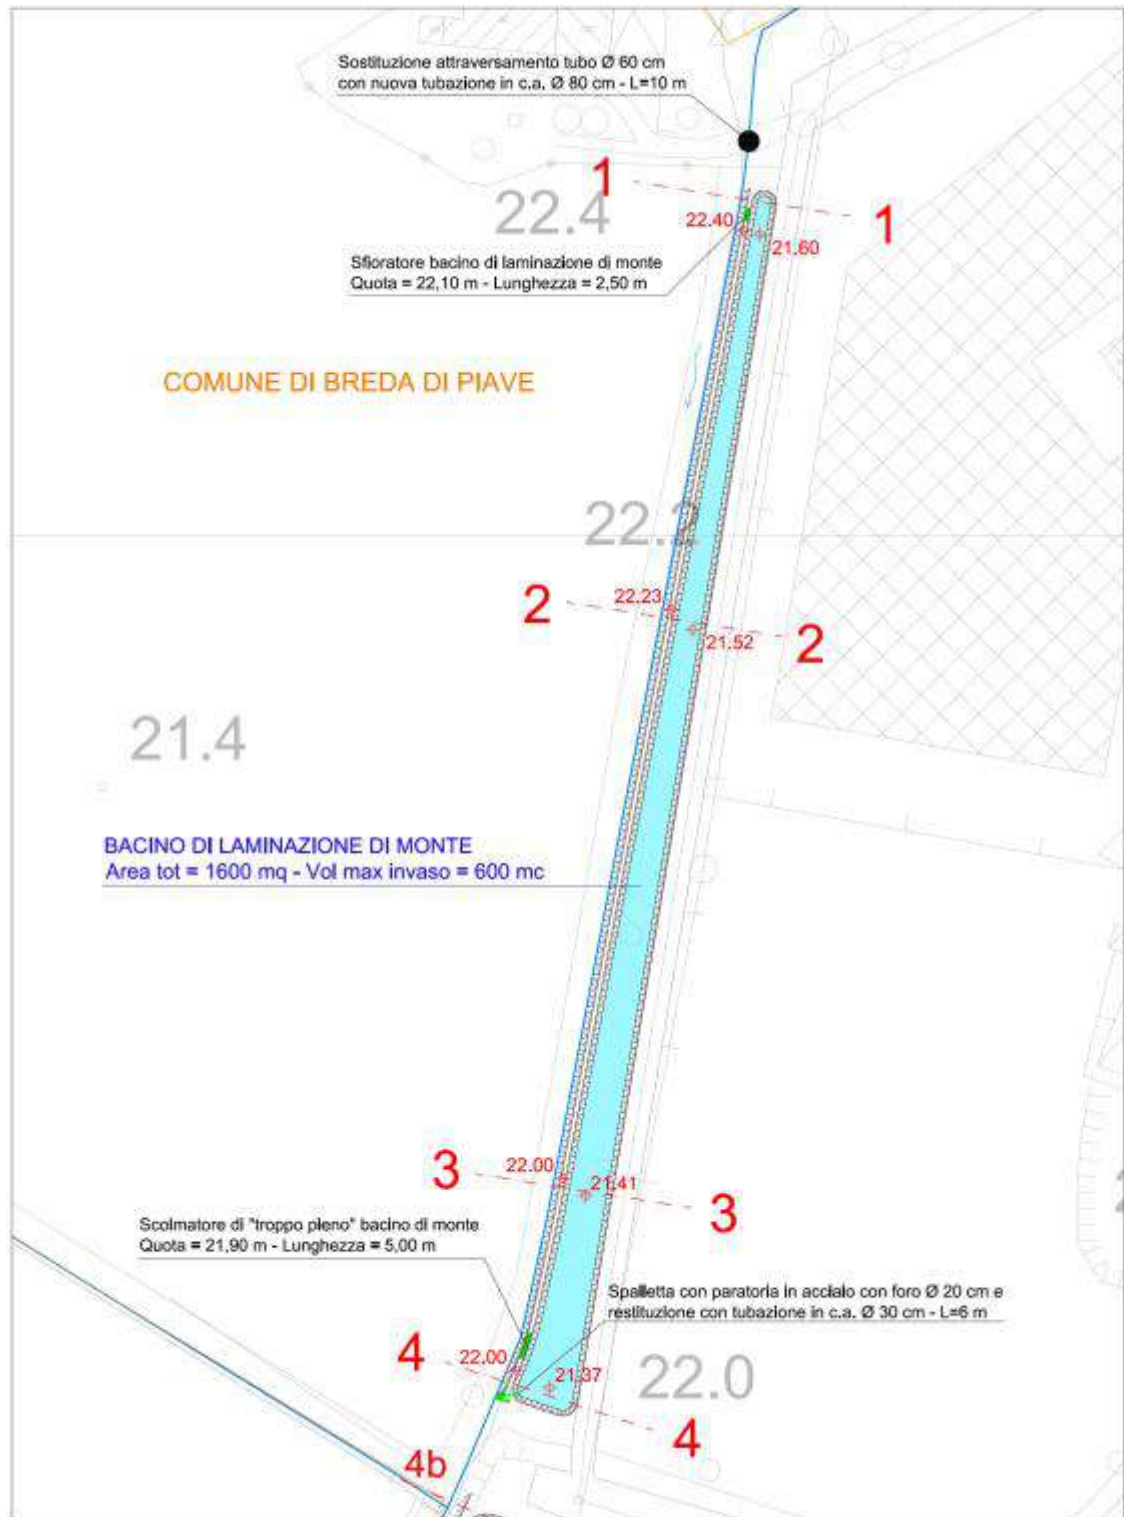 Sostituzione attraversamento tubo Ø 60 cm
con nuova tubazione in c.a. Ø 80 cm - L=10 m
1
22.4
22.40
1
21.60
Sfioratore bacino di laminazione di monte
Quota = 22,10 m - Lunghezza = 2,50 m
COMUNE DI BREDA DI PIAVE
22.2
2
22.23
21.52
2
21.4
BACINO DI LAMINAZIONE DI MONTE
Area tot = 1600 mq - Vol max invaso = 600 mc
3
22.00
21.41
3
Scolmatore di "troppo pieno" bacino di monte
Quota = 21,90 m - Lunghezza = 5,00 m
Spalletta con paratoria in acciaio con foro Ø 20 cm e
restituzione con tubazione in c.a. Ø 30 cm - L=6 m
4
22.00
21.37
22.0
4
4b